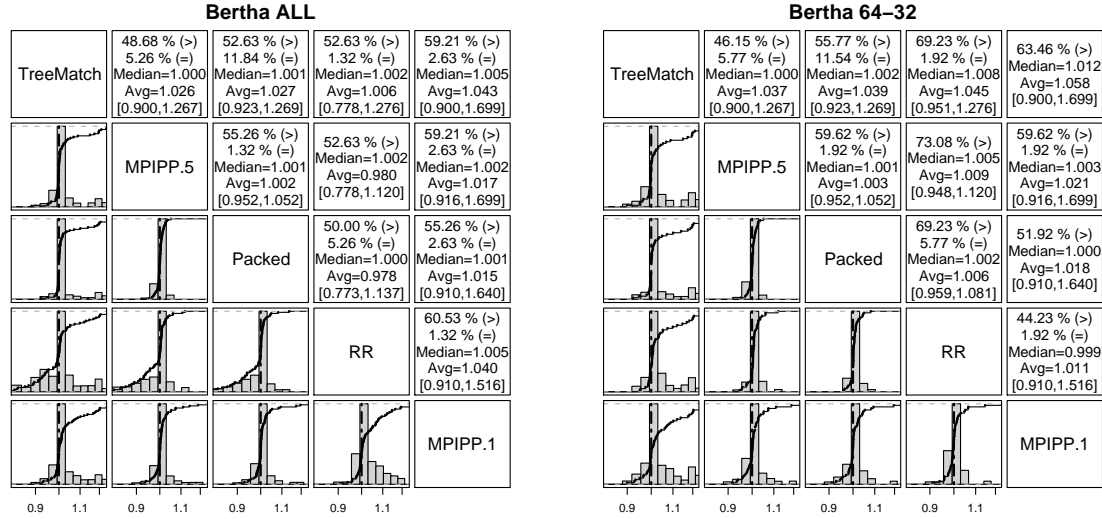 Bertha ALL
TreeMatch
48.68 % (>)
5.26 % (=)
Median=1.000
Avg=1.026
[0.900,1.267]
52.63 % (>)
11.84 % (=)
Median=1.001
Avg=1.027
[0.923,1.269]
52.63 % (>)
1.32 % (=)
Median=1.002
Avg=1.006
[0.778,1.276]
59.21 % (>)
2.63 % (=)
Median=1.005
Avg=1.043
[0.900,1.699]
MPIPP.5
55.26 % (>)
1.32 % (=)
Median=1.001
Avg=1.002
[0.952,1.052]
52.63 % (>)
Median=1.002
Avg=0.980
[0.778,1.120]
59.21 % (>)
2.63 % (=)
Median=1.002
Avg=1.017
[0.916,1.699]
Packed
50.00 % (>)
5.26 % (=)
Median=1.000
Avg=0.978
[0.773,1.137]
55.26 % (>)
2.63 % (=)
Median=1.001
Avg=1.015
[0.910,1.640]
RR
60.53 % (>)
1.32 % (=)
Median=1.005
Avg=1.040
[0.910,1.516]
MPIPP.1
0.9 1.1 0.9 1.1 0.9 1.1 0.9 1.1
Bertha 64–32
TreeMatch
46.15 % (>)
5.77 % (=)
Median=1.000
Avg=1.037
[0.900,1.267]
55.77 % (>)
11.54 % (=)
Median=1.002
Avg=1.039
[0.923,1.269]
69.23 % (>)
1.92 % (=)
Median=1.008
Avg=1.045
[0.951,1.276]
63.46 % (>)
Median=1.012
Avg=1.058
[0.900,1.699]
MPIPP.5
59.62 % (>)
1.92 % (=)
Median=1.001
Avg=1.003
[0.952,1.052]
73.08 % (>)
Median=1.005
Avg=1.009
[0.948,1.120]
59.62 % (>)
1.92 % (=)
Median=1.003
Avg=1.021
[0.916,1.699]
Packed
69.23 % (>)
5.77 % (=)
Median=1.002
Avg=1.006
[0.959,1.081]
51.92 % (>)
Median=1.000
Avg=1.018
[0.910,1.640]
RR
44.23 % (>)
1.92 % (=)
Median=0.999
Avg=1.011
[0.910,1.516]
MPIPP.1
0.9 1.1 0.9 1.1 0.9 1.1 0.9 1.1